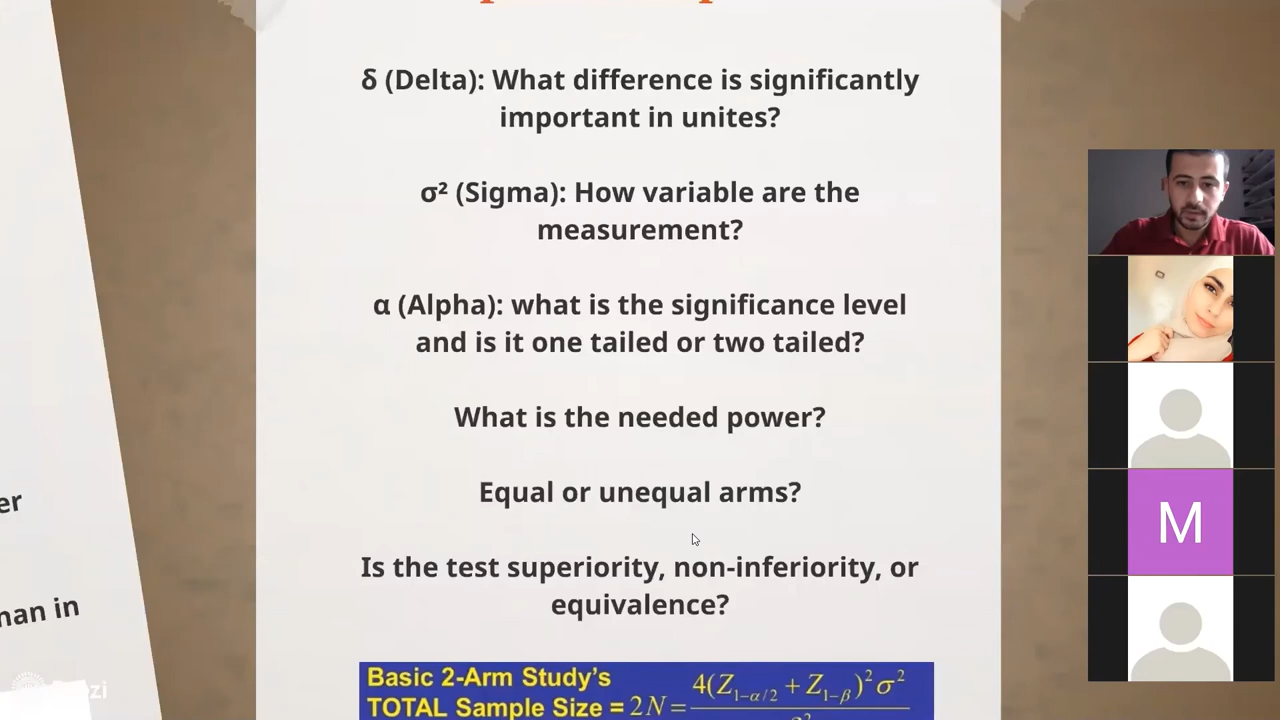 δ (Delta): What difference is significantly
important in unites?
σ² (Sigma): How variable are the
measurement?
α (Alpha): what is the significance level
and is it one tailed or two tailed?
What is the needed power?
Equal or unequal arms?
Is the test superiority, non-inferiority, or
equivalence?
Basic 2-Arm Study's
TOTAL Sample Size = 2N = 4(Z₁₋α/₂ + Z₁₋β)² σ²
er
nan in
M